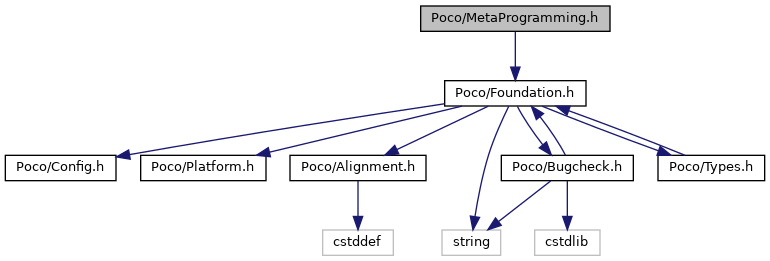 Poco/MetaProgramming.h
Poco/Foundation.h
Poco/Config.h
Poco/Platform.h
Poco/Alignment.h
Poco/Bugcheck.h
Poco/Types.h
cstddef
string
cstdlib